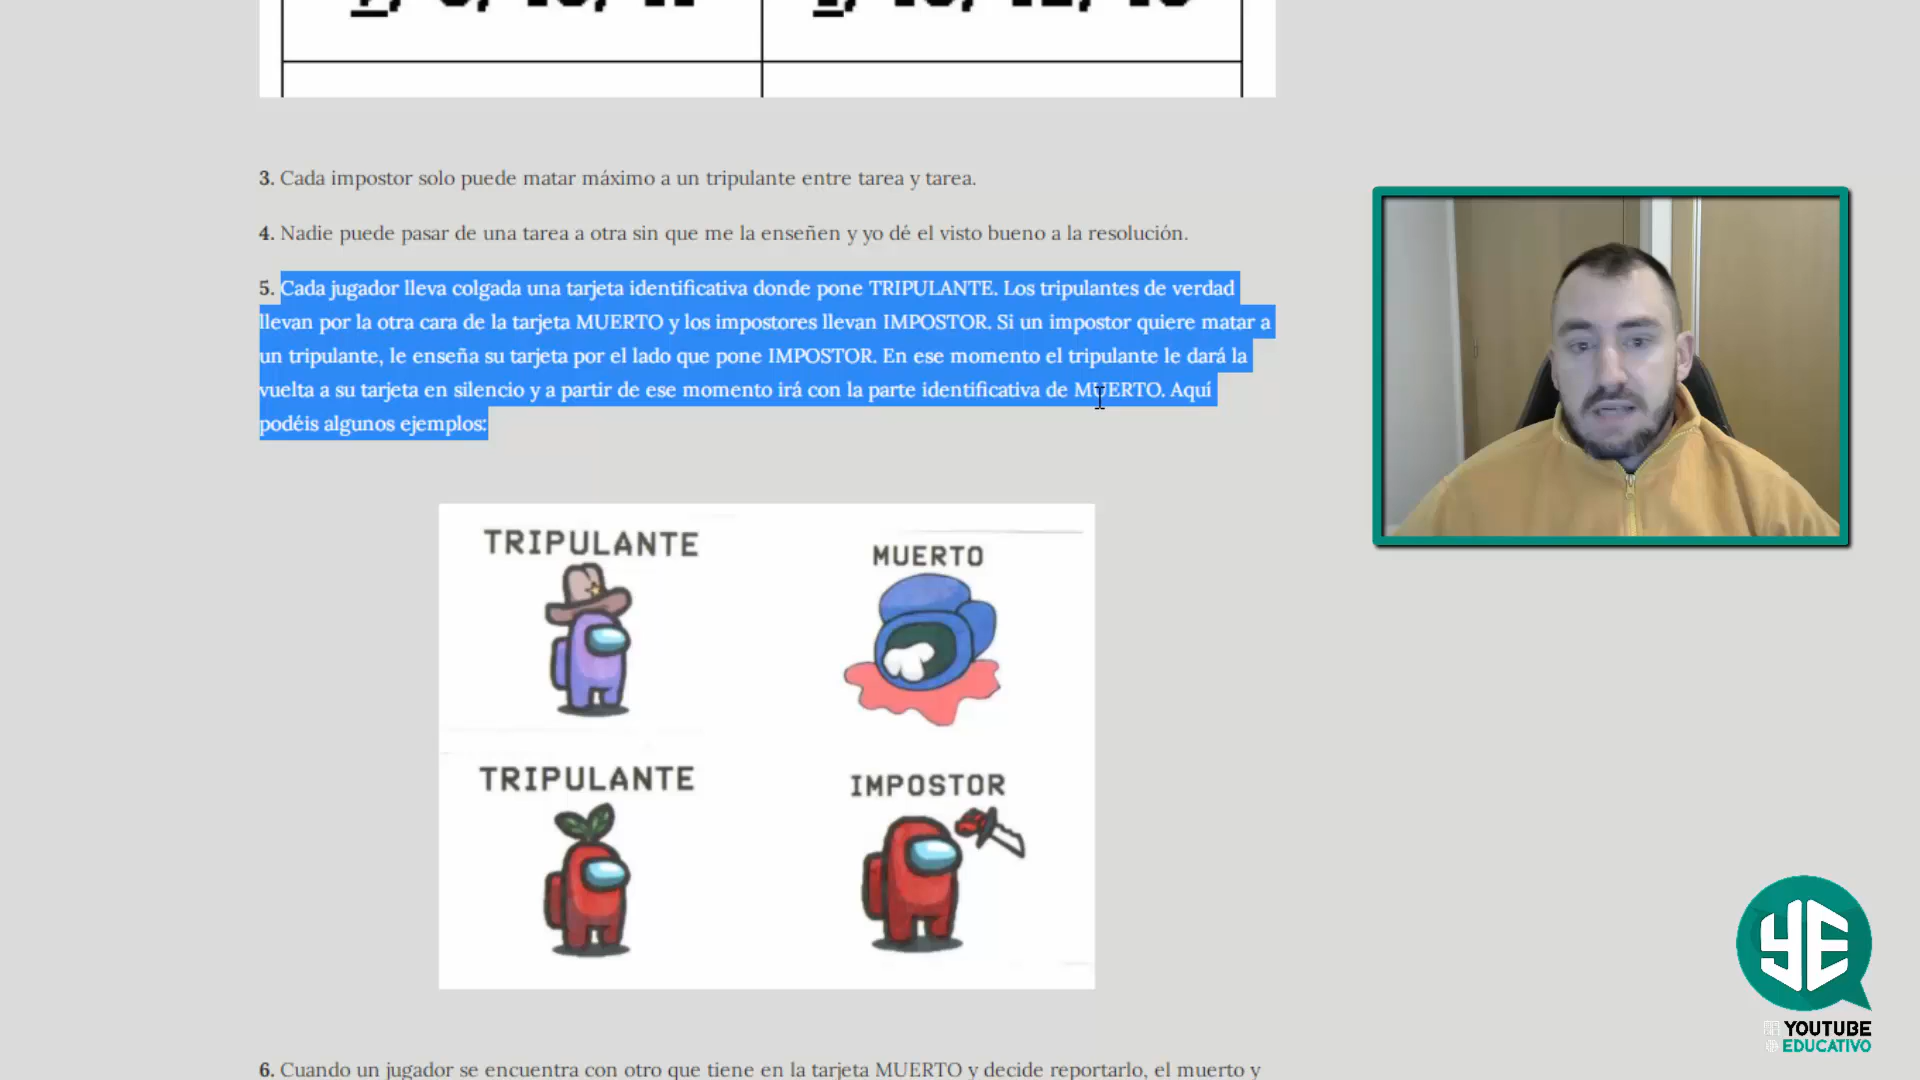 3. Cada impostor solo puede matar máximo a un tripulante entre tarea y tarea.
4. Nadie puede pasar de una tarea a otra sin que me la enseñen y yo dé el visto bueno a la resolución.
5. Cada jugador lleva colgada una tarjeta identificativa donde pone TRIPULANTE. Los tripulantes de verdad
llevan por la otra cara de la tarjeta MUERTO y los impostores llevan IMPOSTOR. Si un impostor quiere matar a
un tripulante, le enseña su tarjeta por el lado que pone IMPOSTOR. En ese momento el tripulante le dará la
vuelta a su tarjeta en silencio y a partir de ese momento irá con la parte identificativa de MUERTO. Aquí
podéis algunos ejemplos:
TRIPULANTE
MUERTO
TRIPULANTE
IMPOSTOR
6. Cuando un jugador se encuentra con otro que tiene en la tarjeta MUERTO y decide reportarlo, el muerto y
YE
YOUTUBE
EDUCATIVO